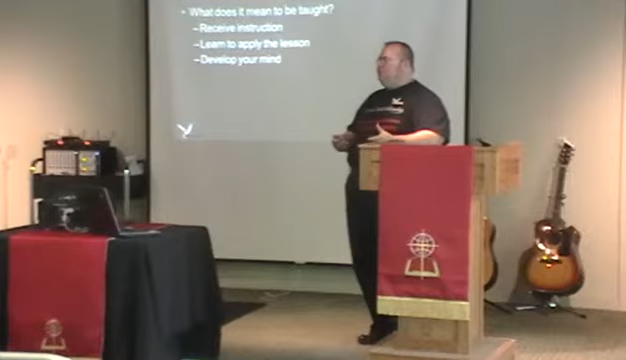 • What does it mean to be taught?
–Receive instruction
–Learn to apply the lesson
–Develop your mind